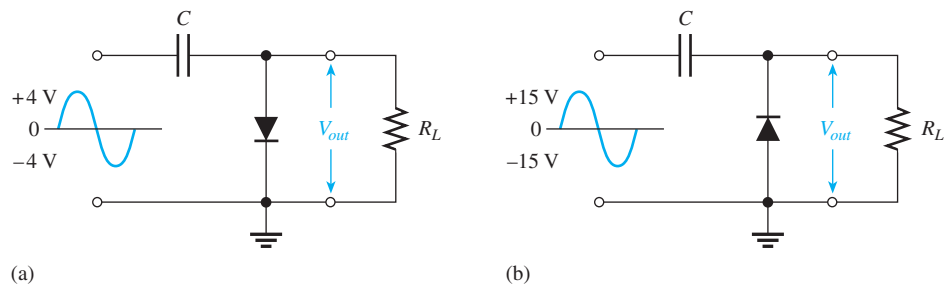 C
+4 V
0
−4 V
V_out
R_L
(a)
C
+15 V
0
−15 V
V_out
R_L
(b)